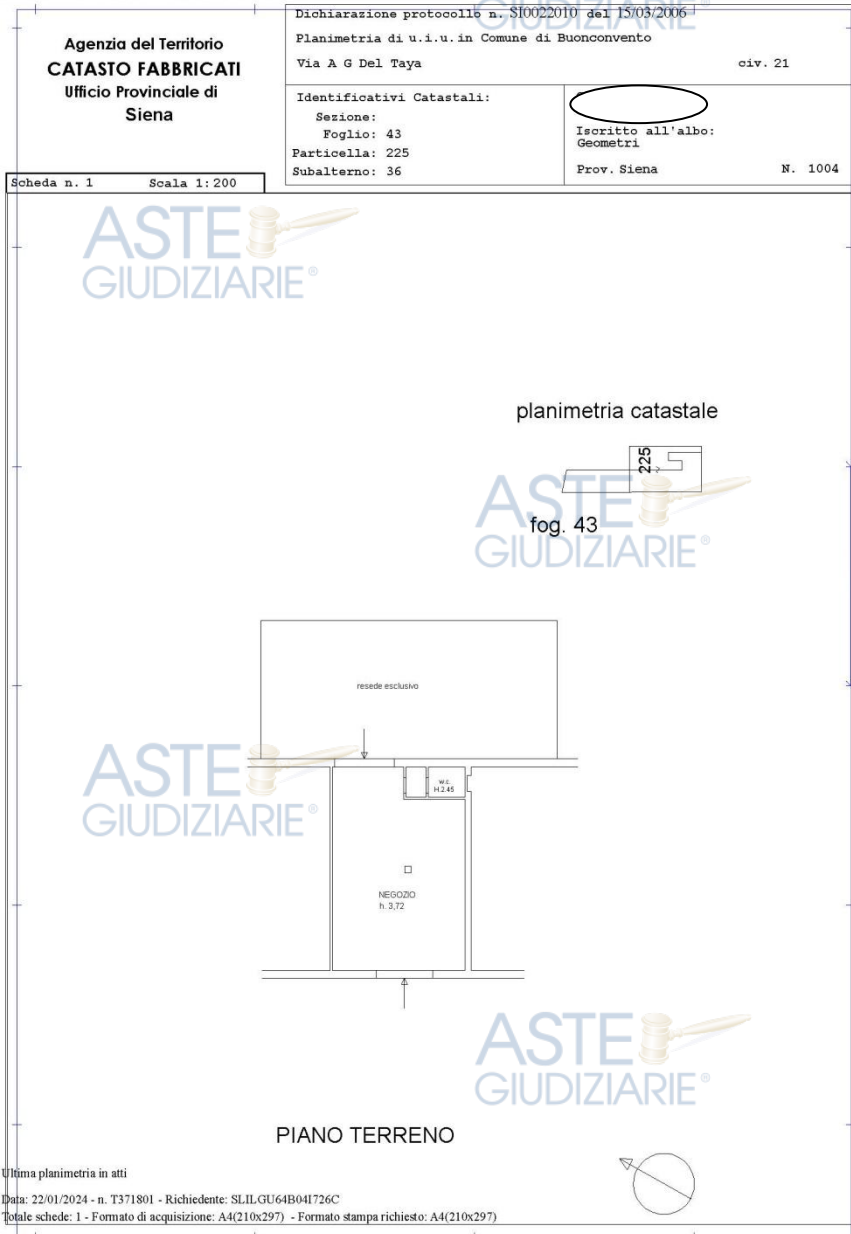 Agenzia del Territorio
CATASTO FABBRICATI
Ufficio Provinciale di
Siena
Scheda n. 1 Scala 1:200
Dichiarazione protocollo n. SI0022010 del 15/03/2006
Planimetria di u.i.u. in Comune di Buonconvento
Via A G Del Taya civ. 21
Identificativi Catastali:
Sezione:
Foglio: 43
Particella: 225
Subalterno: 36
Iscritto all'albo:
Geometri
Prov. Siena N. 1004
GIUDIZIARIE®
ASTE
GIUDIZIARIE®
planimetria catastale
225
fog. 43
ASTE
GIUDIZIARIE®
resede esclusivo
ASTE
GIUDIZIARIE®
w.c.
H.2.45
NEGOZIO
h. 3,72
ASTE
GIUDIZIARIE®
PIANO TERRENO
Ultima planimetria in atti
Data: 22/01/2024 - n. T371801 - Richiedente: SLILGU64B04I726C
Totale schede: 1 - Formato di acquisizione: A4(210x297) - Formato stampa richiesto: A4(210x297)